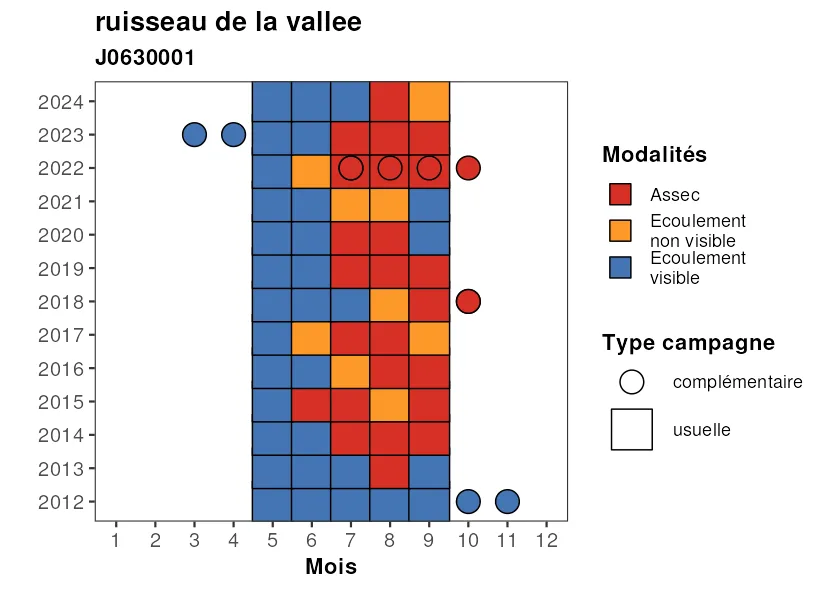 ruisseau de la vallee
J0630001
2024
2023
2022
2021
2020
2019
2018
2017
2016
2015
2014
2013
2012
1 2 3 4 5 6 7 8 9 10 11 12
Mois
Modalités
Assec
Ecoulement
non visible
Ecoulement
visible
Type campagne
complémentaire
usuelle